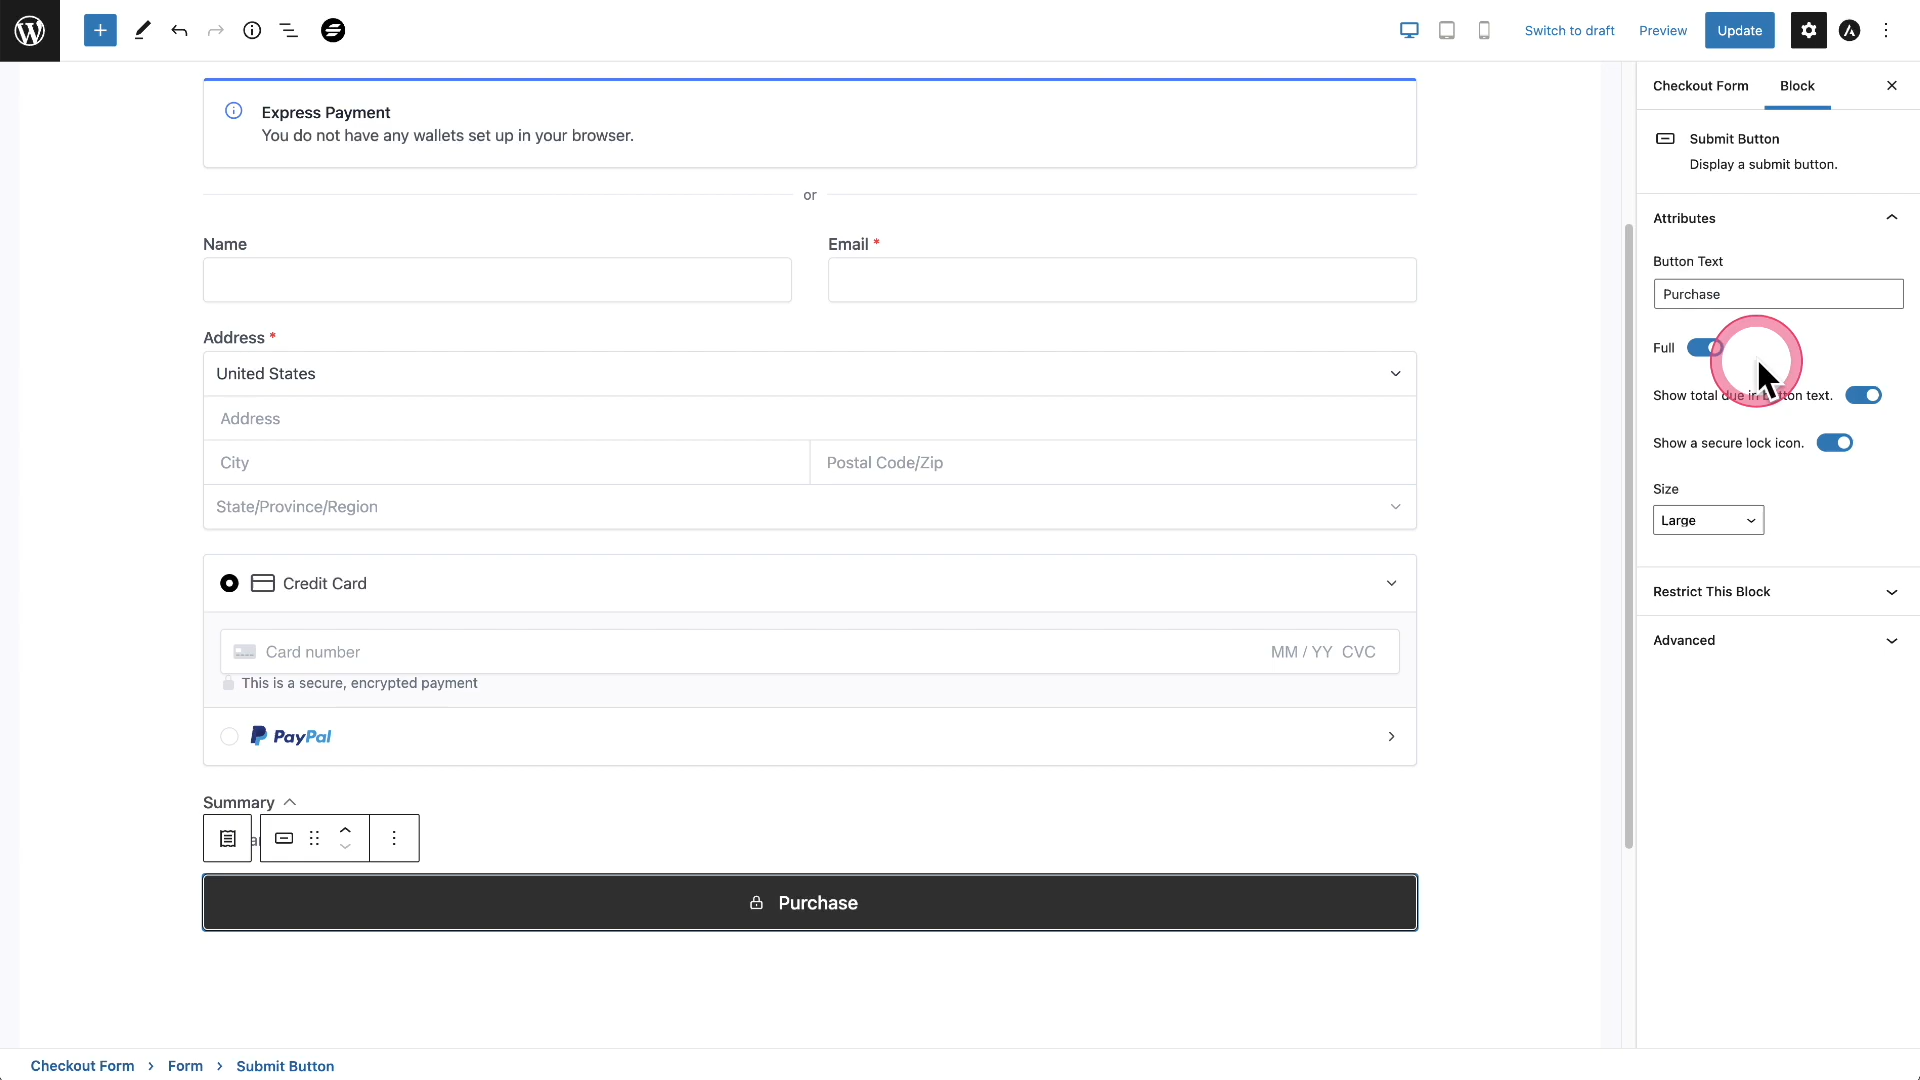 Switch to draft
Preview
Update
Express Payment
You do not have any wallets set up in your browser.
or
Name
Email *
Address *
United States
Address
City
Postal Code/Zip
State/Province/Region
Credit Card
Card number
MM / YY CVC
This is a secure, encrypted payment
PayPal
Summary
Purchase
Checkout Form
Block
Submit Button
Display a submit button.
Attributes
Button Text
Purchase
Full
Show total due in button text.
Show a secure lock icon.
Size
Large
Restrict This Block
Advanced
Checkout Form > Form > Submit Button